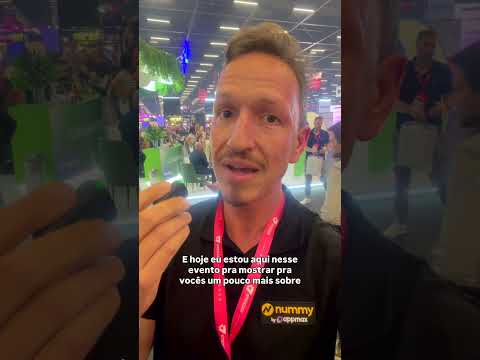 E hoje eu estou aqui nesse
evento pra mostrar pra
vocês um pouco mais sobre
nummy
by appmax